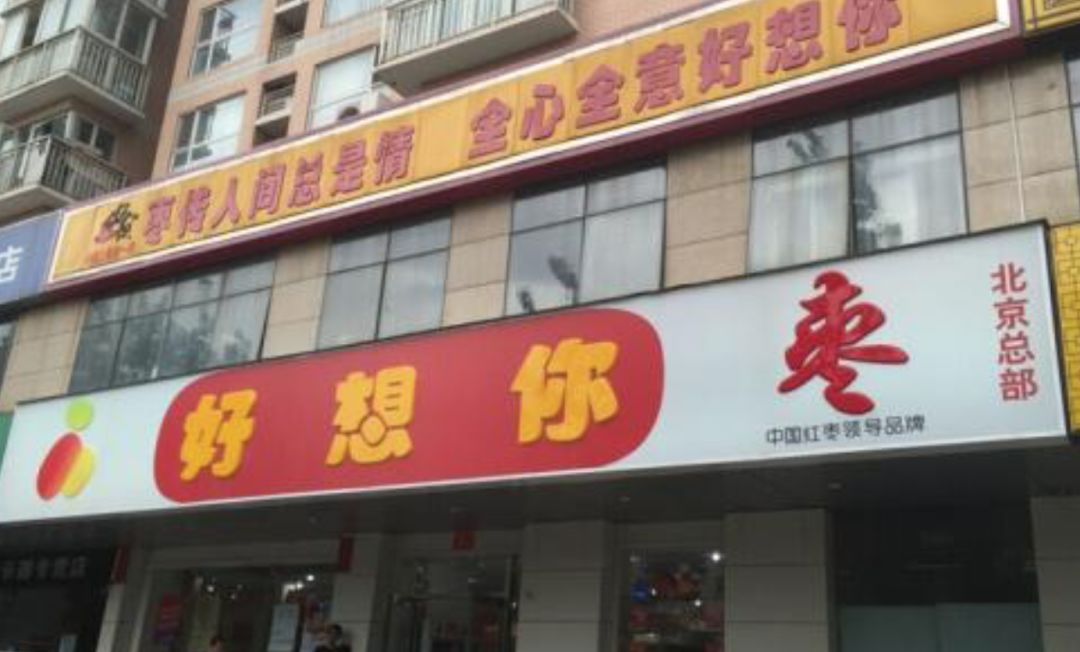 枣传人间总是情 全心全意好想你
店
好想你
枣
中国红枣领导品牌
北京总部